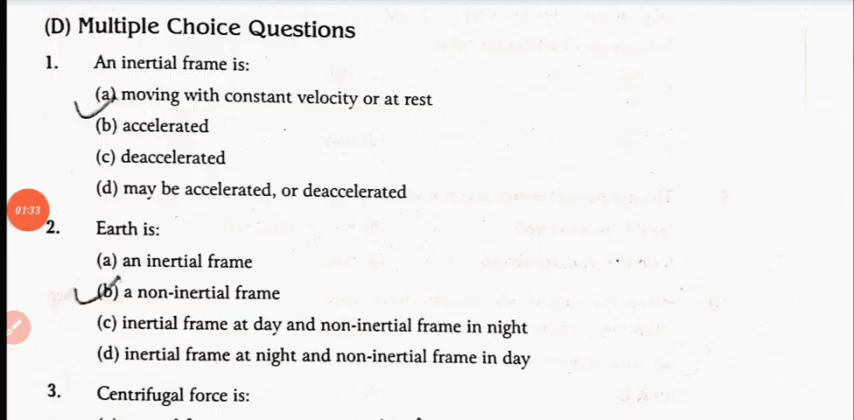 (D) Multiple Choice Questions
1. An inertial frame is:
(a) moving with constant velocity or at rest
(b) accelerated
(c) deaccelerated
(d) may be accelerated, or deaccelerated
01:33
2. Earth is:
(a) an inertial frame
(b) a non-inertial frame
(c) inertial frame at day and non-inertial frame in night
(d) inertial frame at night and non-inertial frame in day
3. Centrifugal force is: